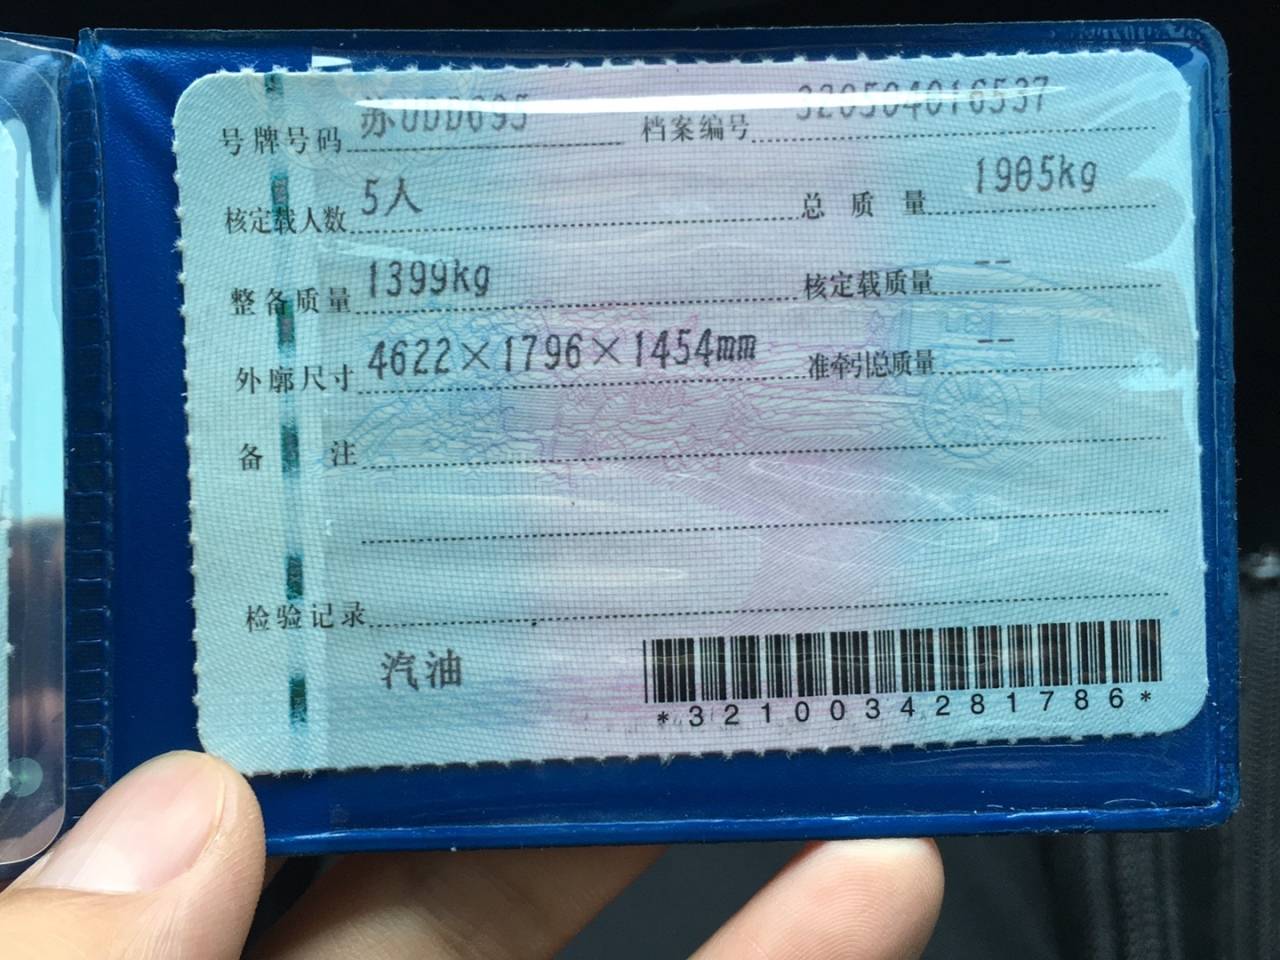 号牌号码 档案编号 320504016537
核定载人数 5人 总质量 1905kg
整备质量 1399kg 核定载质量 --
外廓尺寸 4622×1796×1454mm 准牵引总质量 --
备注
检验记录
汽油
*3210034281786*